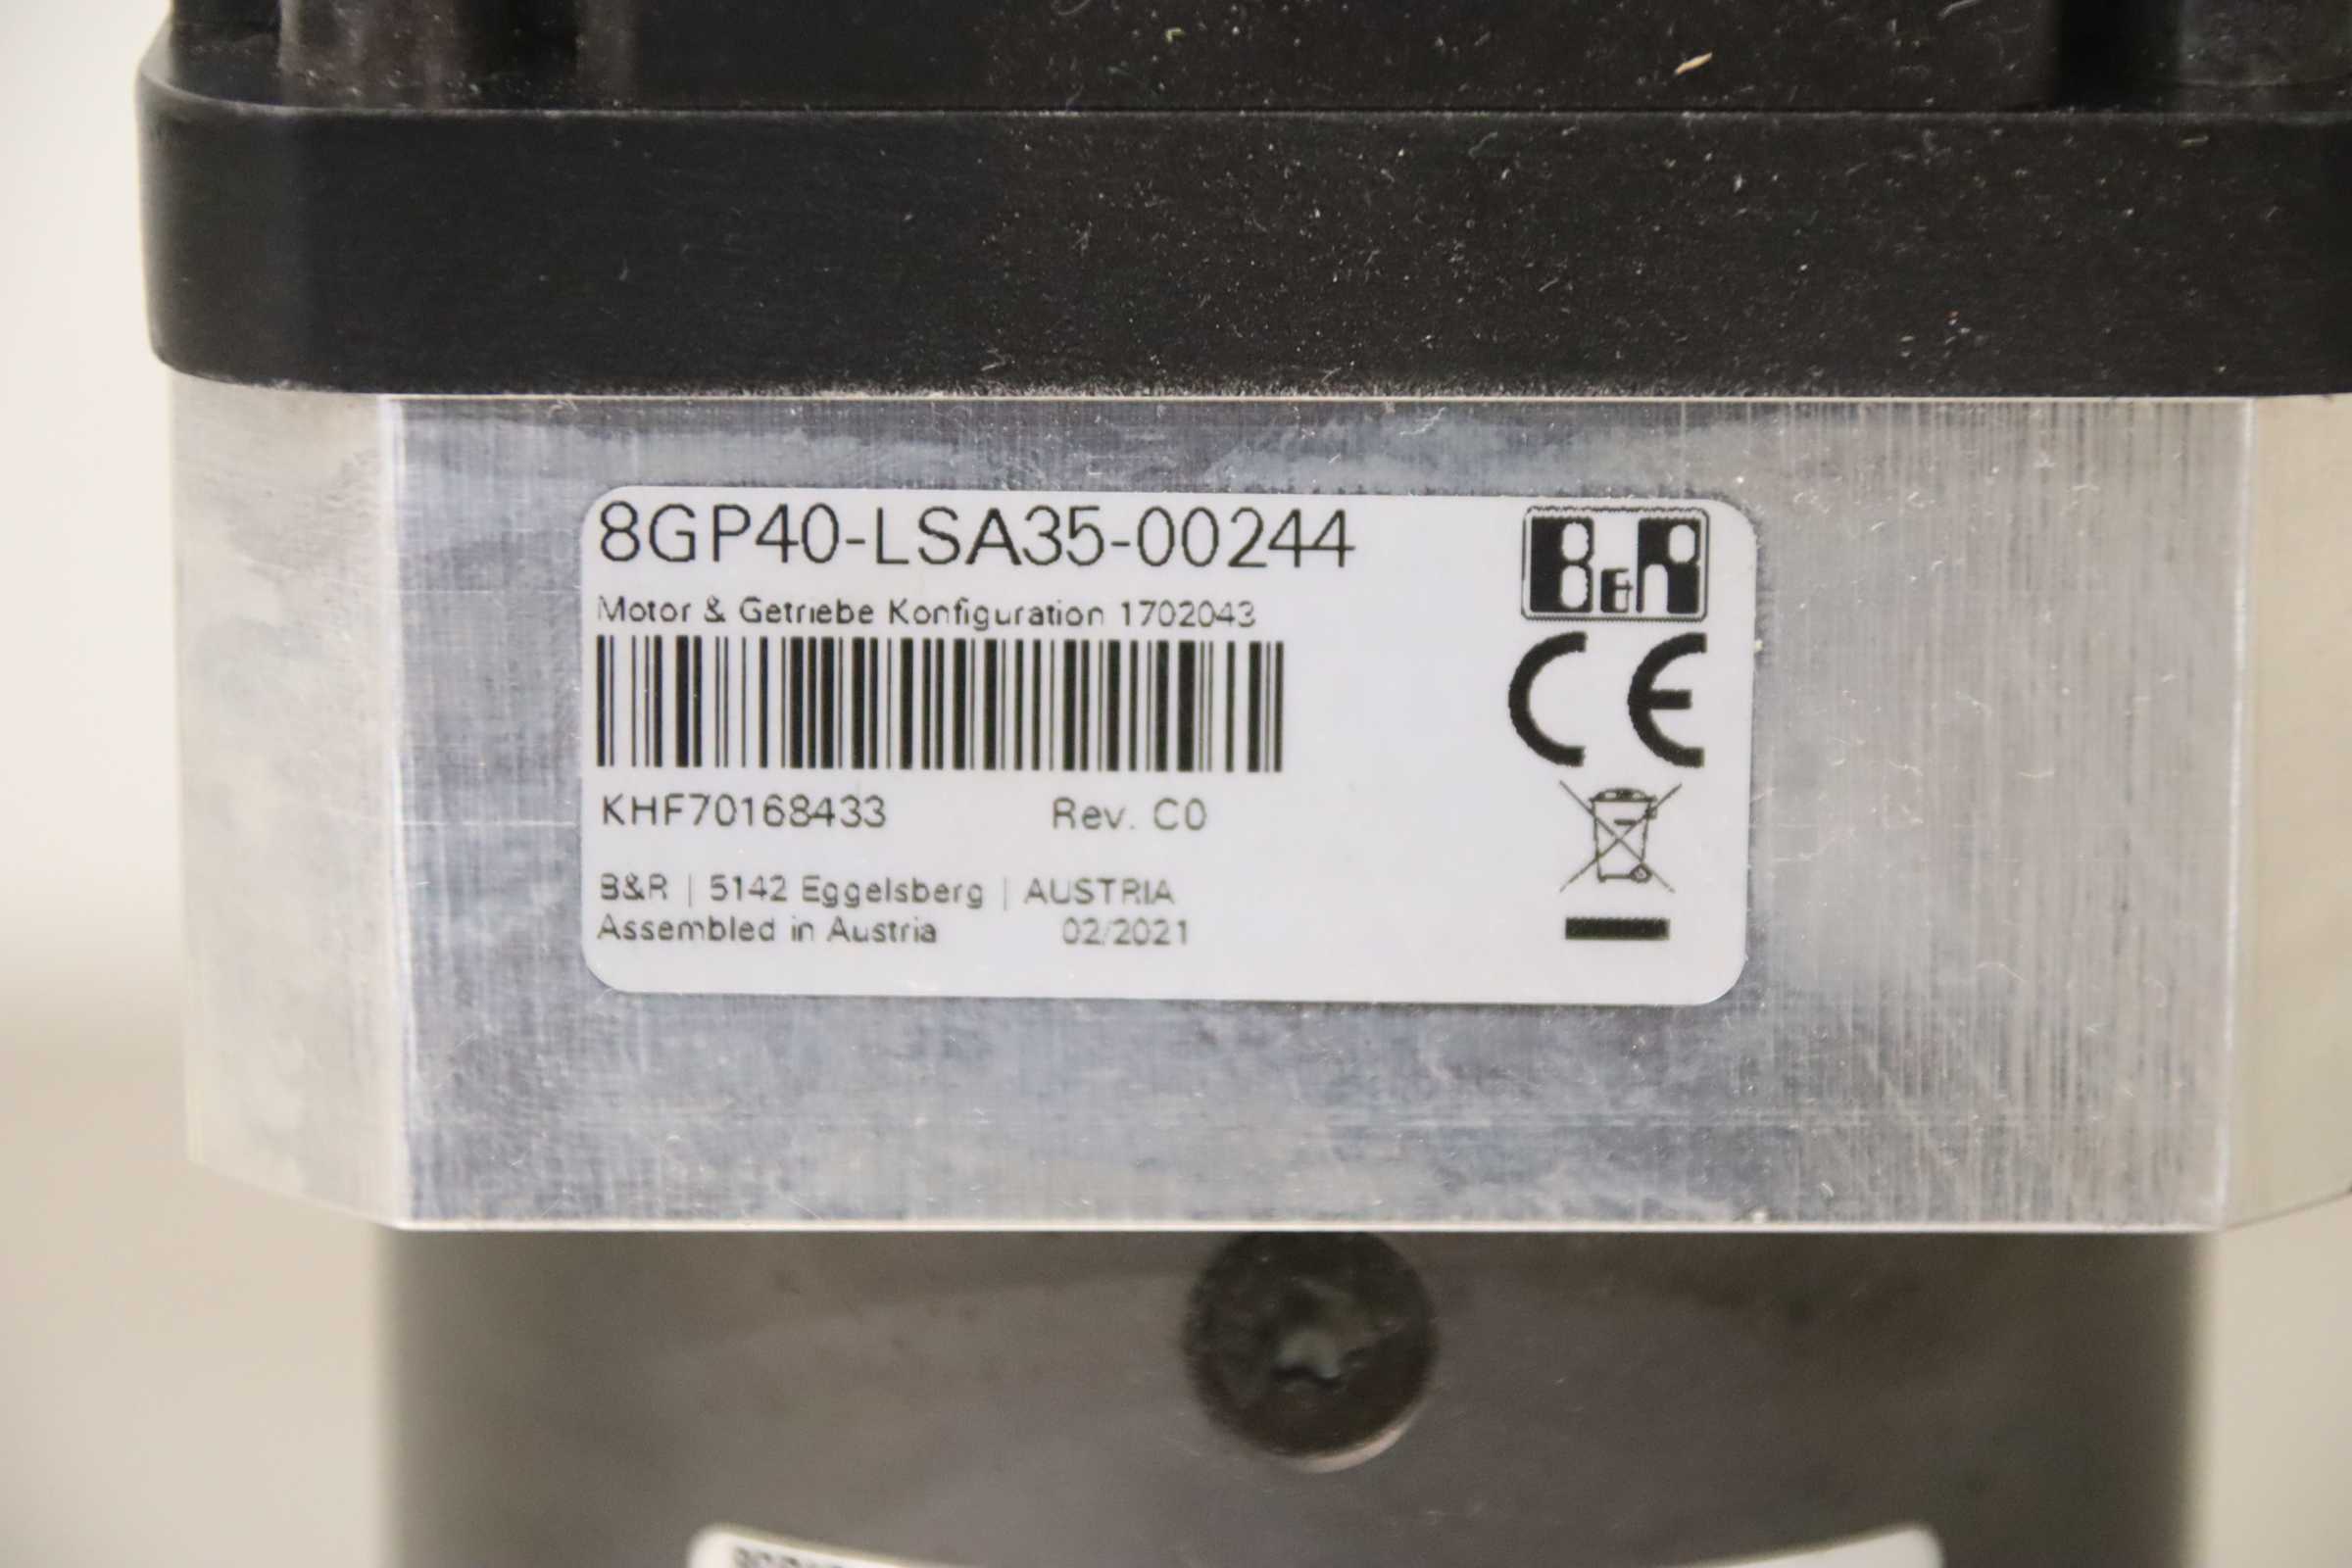 8GP40-LSA35-00244
B&R
Motor & Getriebe Konfiguration 1702043
CE
KHF70168433 Rev. C0
B&R | 5142 Eggelsberg | AUSTRIA
Assembled in Austria 02/2021